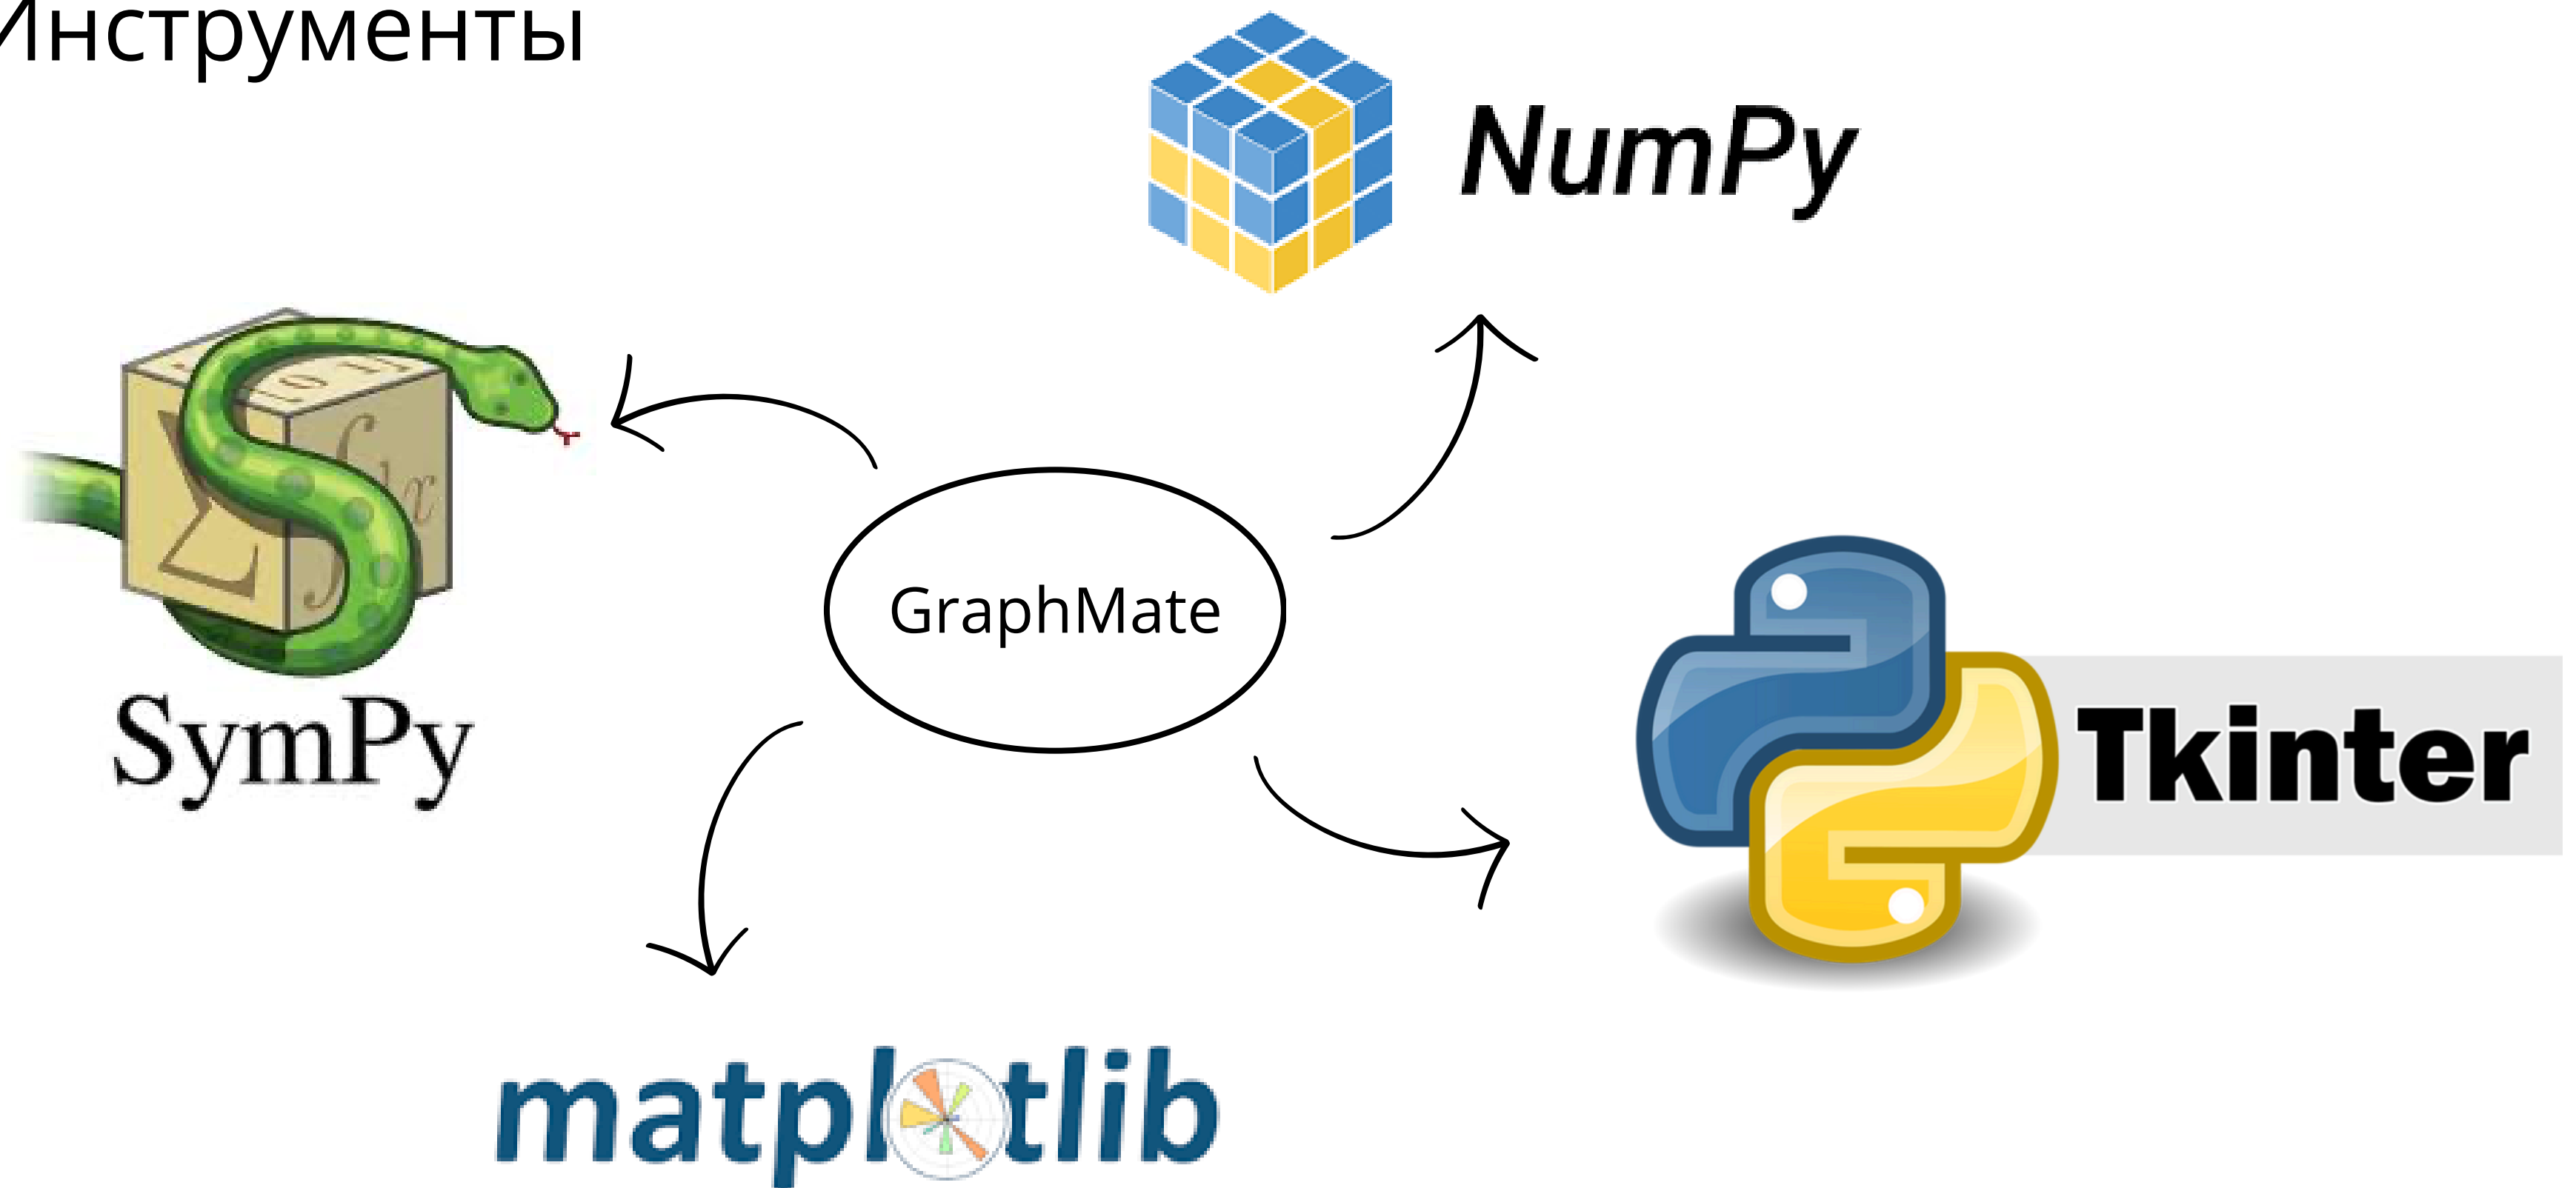 Инструменты
NumPy
SymPy
GraphMate
Tkinter
matplotlib